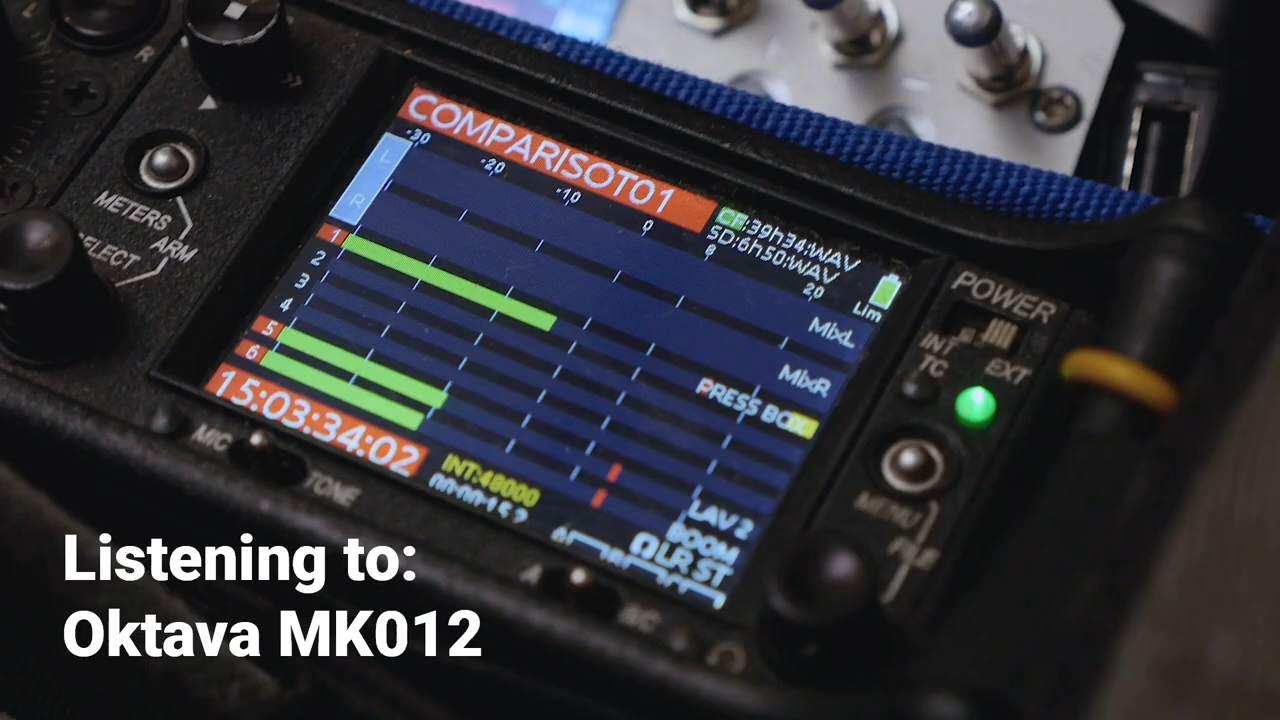 L
R
METERS
SELECT
ARM
COMPARISOT01
-30
-20
-10
0
8
20
CF:39h34:WAV
SD:6h50:WAV
Lim
L
R
1
2
3
4
5
6
MixL
MixR
PRESS BOX
LAV 2
BOOM
LR ST
15:03:34:02
INT:48000
MIC
TONE
POWER
INT
EXT
TC
MENU
Listening to:
Oktava MK012